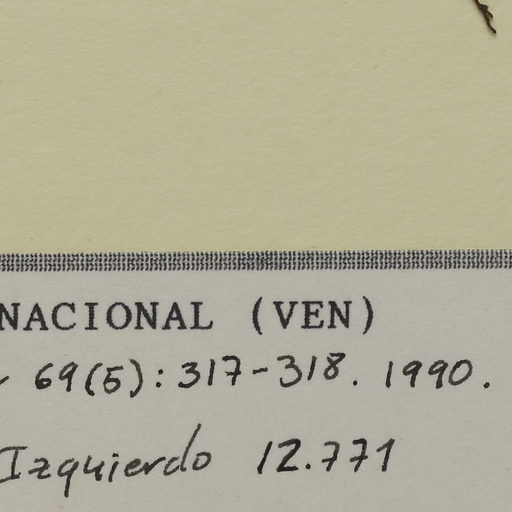 NACIONAL (VEN)
69(5): 317-318. 1990.
Izquierdo 12.771